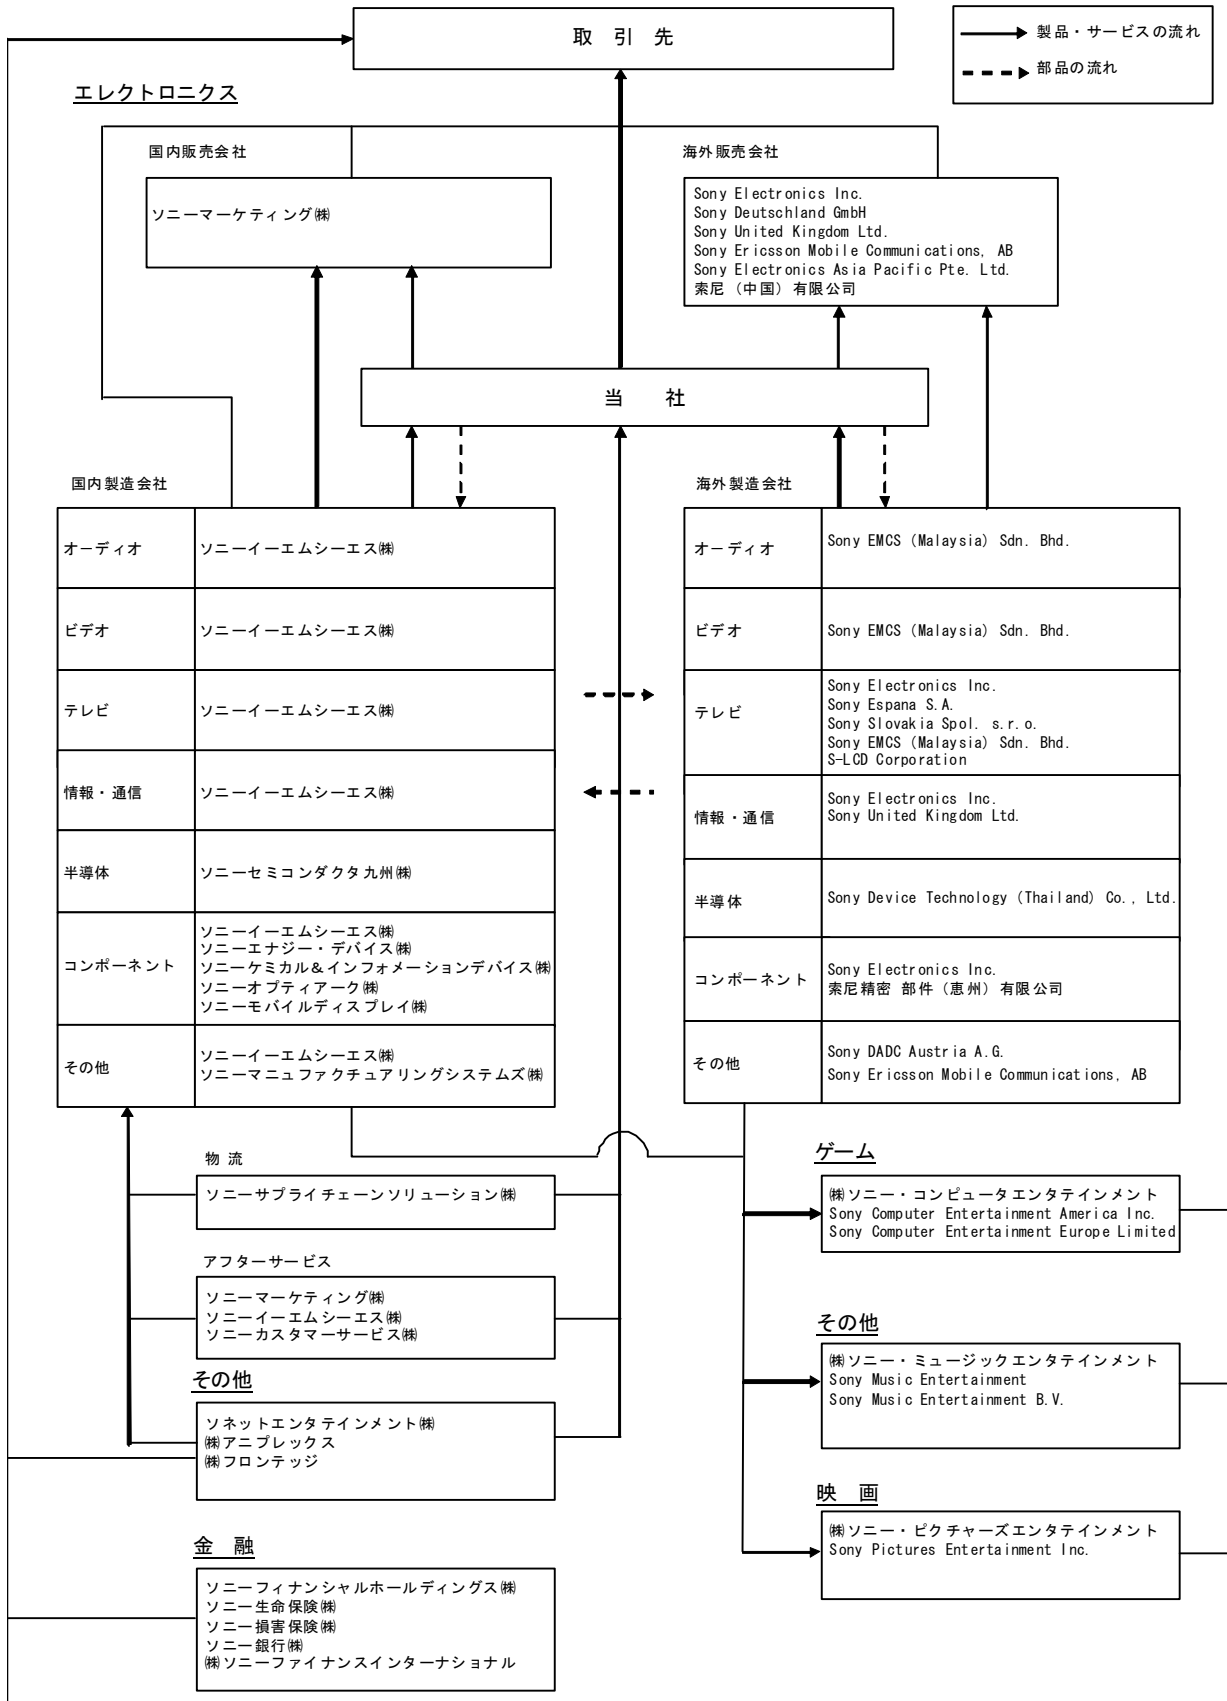 取 引 先
製品・サービスの流れ
部品の流れ
エレクトロニクス
国内販売会社
ソニーマーケティング㈱
海外販売会社
Sony Electronics Inc.
Sony Deutschland GmbH
Sony United Kingdom Ltd.
Sony Ericsson Mobile Communications, AB
Sony Electronics Asia Pacific Pte. Ltd.
索尼（中国）有限公司
当 社
国内製造会社
オーディオ
ソニーイーエムシーエス㈱
ビデオ
ソニーイーエムシーエス㈱
テレビ
ソニーイーエムシーエス㈱
情報・通信
ソニーイーエムシーエス㈱
半導体
ソニーセミコンダクタ九州㈱
コンポーネント
ソニーイーエムシーエス㈱
ソニーエナジー・デバイス㈱
ソニーケミカル＆インフォメーションデバイス㈱
ソニーオプティアーク㈱
ソニーモバイルディスプレイ㈱
その他
ソニーイーエムシーエス㈱
ソニーマニュファクチュアリングシステムズ㈱
海外製造会社
オーディオ
Sony EMCS (Malaysia) Sdn. Bhd.
ビデオ
Sony EMCS (Malaysia) Sdn. Bhd.
テレビ
Sony Electronics Inc.
Sony Espana S.A.
Sony Slovakia Spol. s.r.o.
Sony EMCS (Malaysia) Sdn. Bhd.
S-LCD Corporation
情報・通信
Sony Electronics Inc.
Sony United Kingdom Ltd.
半導体
Sony Device Technology (Thailand) Co., Ltd.
コンポーネント
Sony Electronics Inc.
索尼精密 部件（恵州）有限公司
その他
Sony DADC Austria A.G.
Sony Ericsson Mobile Communications, AB
物流
ソニーサプライチェーンソリューション㈱
アフターサービス
ソニーマーケティング㈱
ソニーイーエムシーエス㈱
ソニーカスタマーサービス㈱
その他
ソネットエンタテインメント㈱
㈱アニプレックス
㈱フロンテッジ
金 融
ソニーフィナンシャルホールディングス㈱
ソニー生命保険㈱
ソニー損害保険㈱
ソニー銀行㈱
㈱ソニーファイナンスインターナショナル
ゲーム
㈱ソニー・コンピュータエンタテインメント
Sony Computer Entertainment America Inc.
Sony Computer Entertainment Europe Limited
その他
㈱ソニー・ミュージックエンタテインメント
Sony Music Entertainment
Sony Music Entertainment B.V.
映 画
㈱ソニー・ピクチャーズエンタテインメント
Sony Pictures Entertainment Inc.